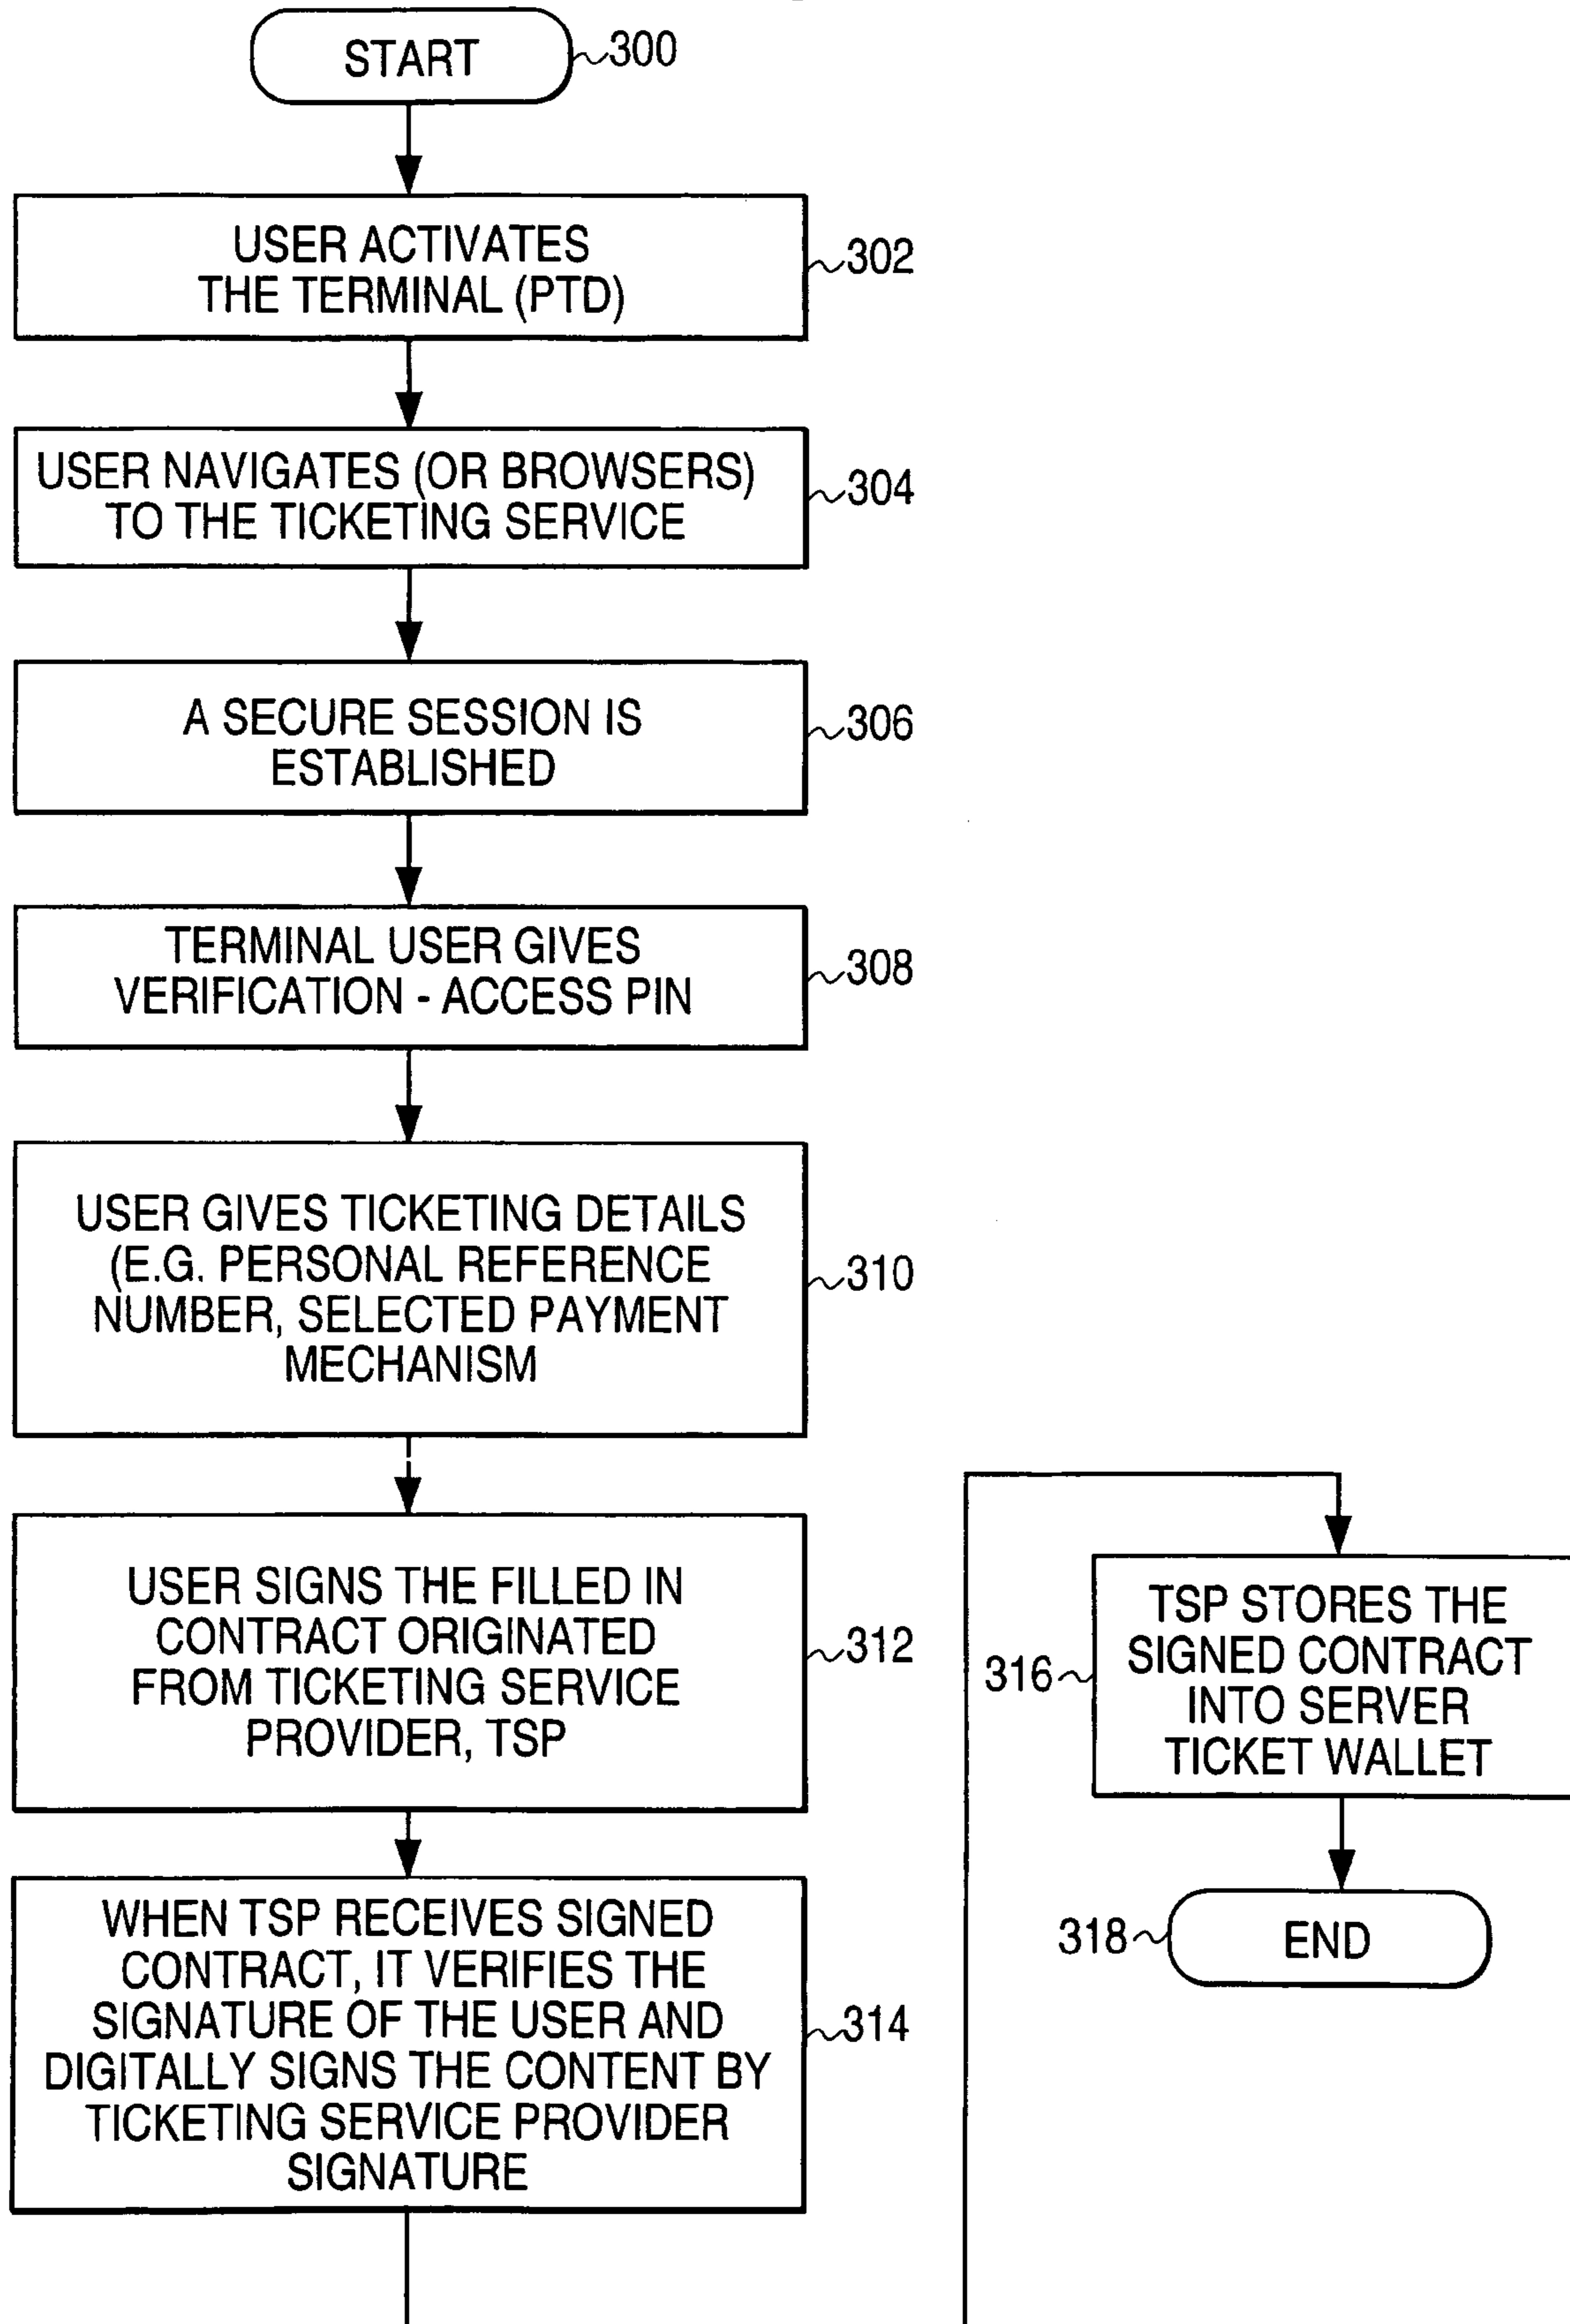 START
300
USER ACTIVATES
THE TERMINAL (PTD)
302
USER NAVIGATES (OR BROWSERS)
TO THE TICKETING SERVICE
304
A SECURE SESSION IS
ESTABLISHED
306
TERMINAL USER GIVES
VERIFICATION - ACCESS PIN
308
USER GIVES TICKETING DETAILS
(E.G. PERSONAL REFERENCE
NUMBER, SELECTED PAYMENT
MECHANISM
310
USER SIGNS THE FILLED IN
CONTRACT ORIGINATED
FROM TICKETING SERVICE
PROVIDER, TSP
312
WHEN TSP RECEIVES SIGNED
CONTRACT, IT VERIFIES THE
SIGNATURE OF THE USER AND
DIGITALLY SIGNS THE CONTENT BY
TICKETING SERVICE PROVIDER
SIGNATURE
314
TSP STORES THE
SIGNED CONTRACT
INTO SERVER
TICKET WALLET
316
END
318